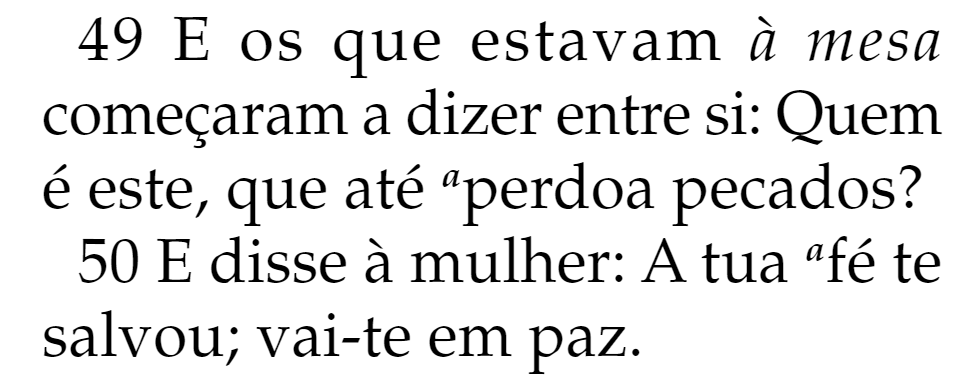 49 E os que estavam à mesa
começaram a dizer entre si: Quem
é este, que até ᵃperdoa pecados?
50 E disse à mulher: A tua ᵃfé te
salvou; vai-te em paz.